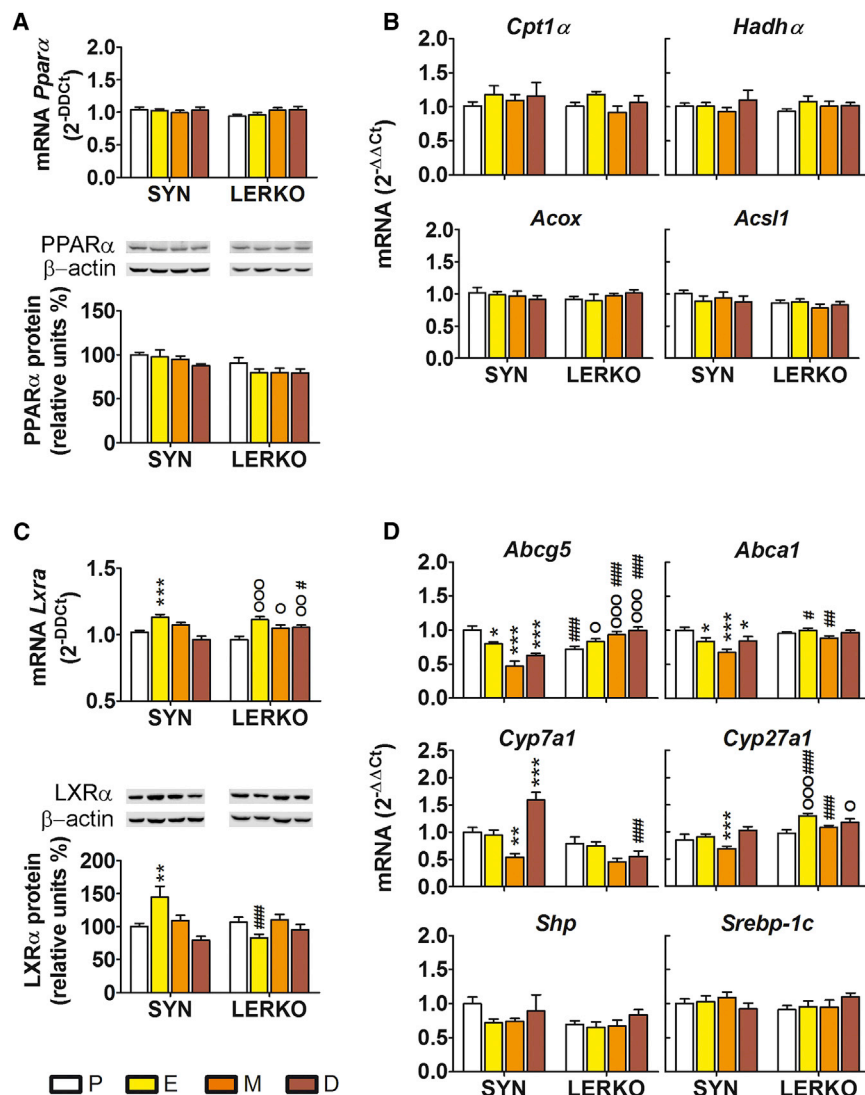 A
mRNA Pparα
(2-DDCt)
2.0
1.5
1.0
0.5
0.0
SYN LERKO
PPARα
β–actin
PPARα protein
(relative units %)
150
100
50
0
SYN LERKO
B
mRNA (2-ΔΔCt)
Cpt1α Hadhα
2.0
1.5
1.0
0.5
0.0
Acox Acsl1
2.0
1.5
1.0
0.5
0.0
SYN LERKO SYN LERKO
C
mRNA Lxra
(2-DDCt)
1.5
1.0
0.5
*** OOO O OO #
SYN LERKO
LXRα
β–actin
LXRα protein
(relative units %)
200
150
100
50
0
** ###
SYN LERKO
P E M D
D
mRNA (2-ΔΔCt)
Abcg5 Abca1
2.0
1.5
1.0
0.5
0.0
* *** *** ### O OOO ### OOO ### * *** * # ##
Cyp7a1 Cyp27a1
2.5
2.0
1.5
1.0
0.5
0.0
** *** ### *** OOO### ### O
Shp Srebp-1c
2.0
1.5
1.0
0.5
0.0
SYN LERKO SYN LERKO